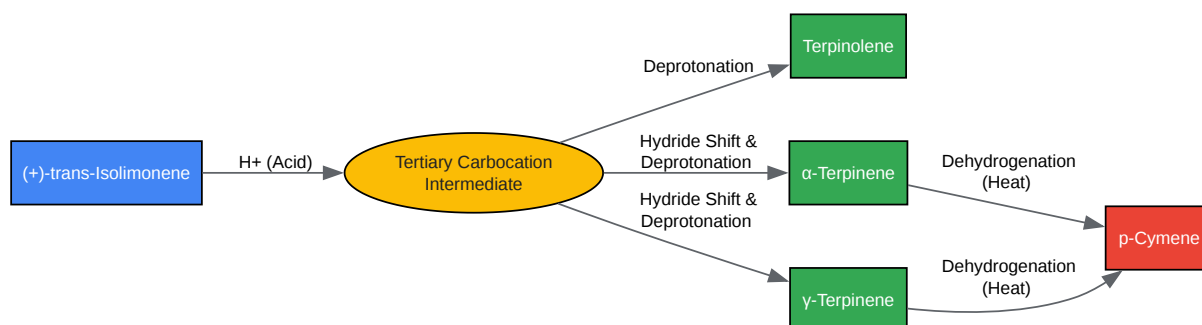 Terpinolene
Deprotonation
(+)-trans-Isolimonene
H+ (Acid)
Tertiary Carbocation
Intermediate
Hydride Shift &
Deprotonation
α-Terpinene
Dehydrogenation
(Heat)
Hydride Shift &
Deprotonation
p-Cymene
γ-Terpinene
Dehydrogenation
(Heat)